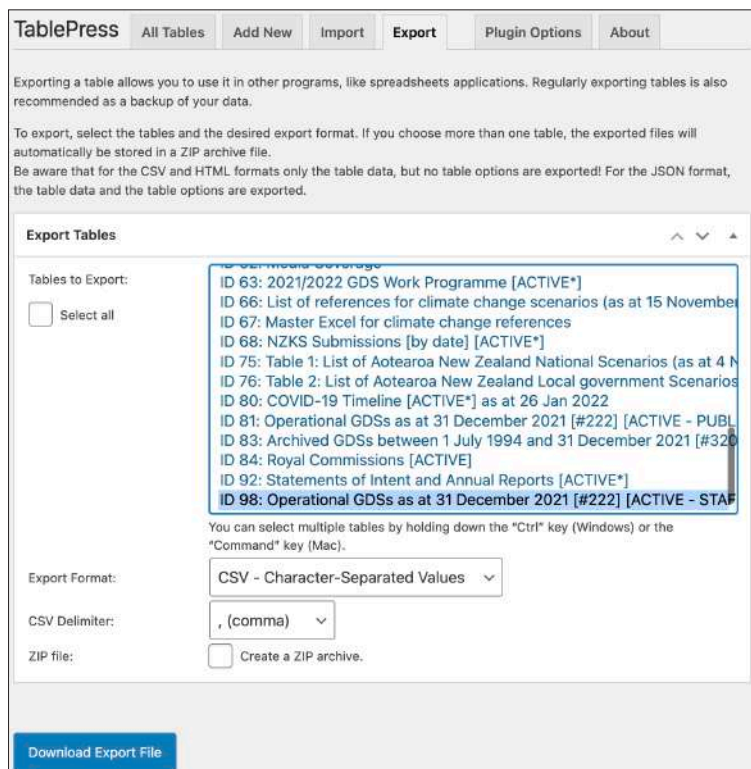 TablePress All Tables Add New Import Export Plugin Options About
Exporting a table allows you to use it in other programs, like spreadsheets applications. Regularly exporting tables is also
recommended as a backup of your data.
To export, select the tables and the desired export format. If you choose more than one table, the exported files will
automatically be stored in a ZIP archive file.
Be aware that for the CSV and HTML formats only the table data, but no table options are exported! For the JSON format,
the table data and the table options are exported.
Export Tables
Tables to Export:
Select all
ID 63: 2021/2022 GDS Work Programme [ACTIVE*]
ID 66: List of references for climate change scenarios (as at 15 November
ID 67: Master Excel for climate change references
ID 68: NZKS Submissions [by date] [ACTIVE*]
ID 75: Table 1: List of Aotearoa New Zealand National Scenarios (as at 4 N
ID 76: Table 2: List of Aotearoa New Zealand Local government Scenarios
ID 80: COVID-19 Timeline [ACTIVE*] as at 26 Jan 2022
ID 81: Operational GDSs as at 31 December 2021 [#222] [ACTIVE - PUBL
ID 83: Archived GDSs between 1 July 1994 and 31 December 2021 [#320
ID 84: Royal Commissions [ACTIVE]
ID 92: Statements of Intent and Annual Reports [ACTIVE*]
ID 98: Operational GDSs as at 31 December 2021 [#222] [ACTIVE - STAF
You can select multiple tables by holding down the "Ctrl" key (Windows) or the
"Command" key (Mac).
Export Format: CSV - Character-Separated Values
CSV Delimiter: , (comma)
ZIP file: Create a ZIP archive.
Download Export File